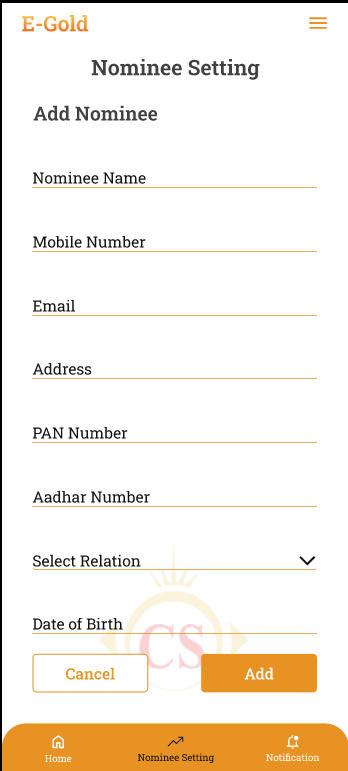 E-Gold
Nominee Setting
Add Nominee
Nominee Name
Mobile Number
Email
Address
PAN Number
Aadhar Number
Select Relation
Date of Birth
CS
Cancel Add
Home Nominee Setting Notification